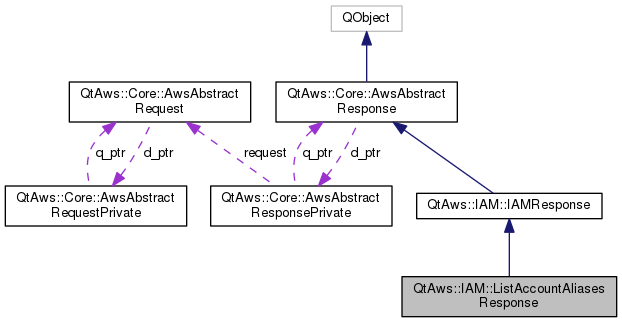 QObject
QtAws::Core::AwsAbstract
Request
QtAws::Core::AwsAbstract
Response
q_ptr
d_ptr
request
q_ptr
d_ptr
QtAws::Core::AwsAbstract
RequestPrivate
QtAws::Core::AwsAbstract
ResponsePrivate
QtAws::IAM::IAMResponse
QtAws::IAM::ListAccountAliases
Response